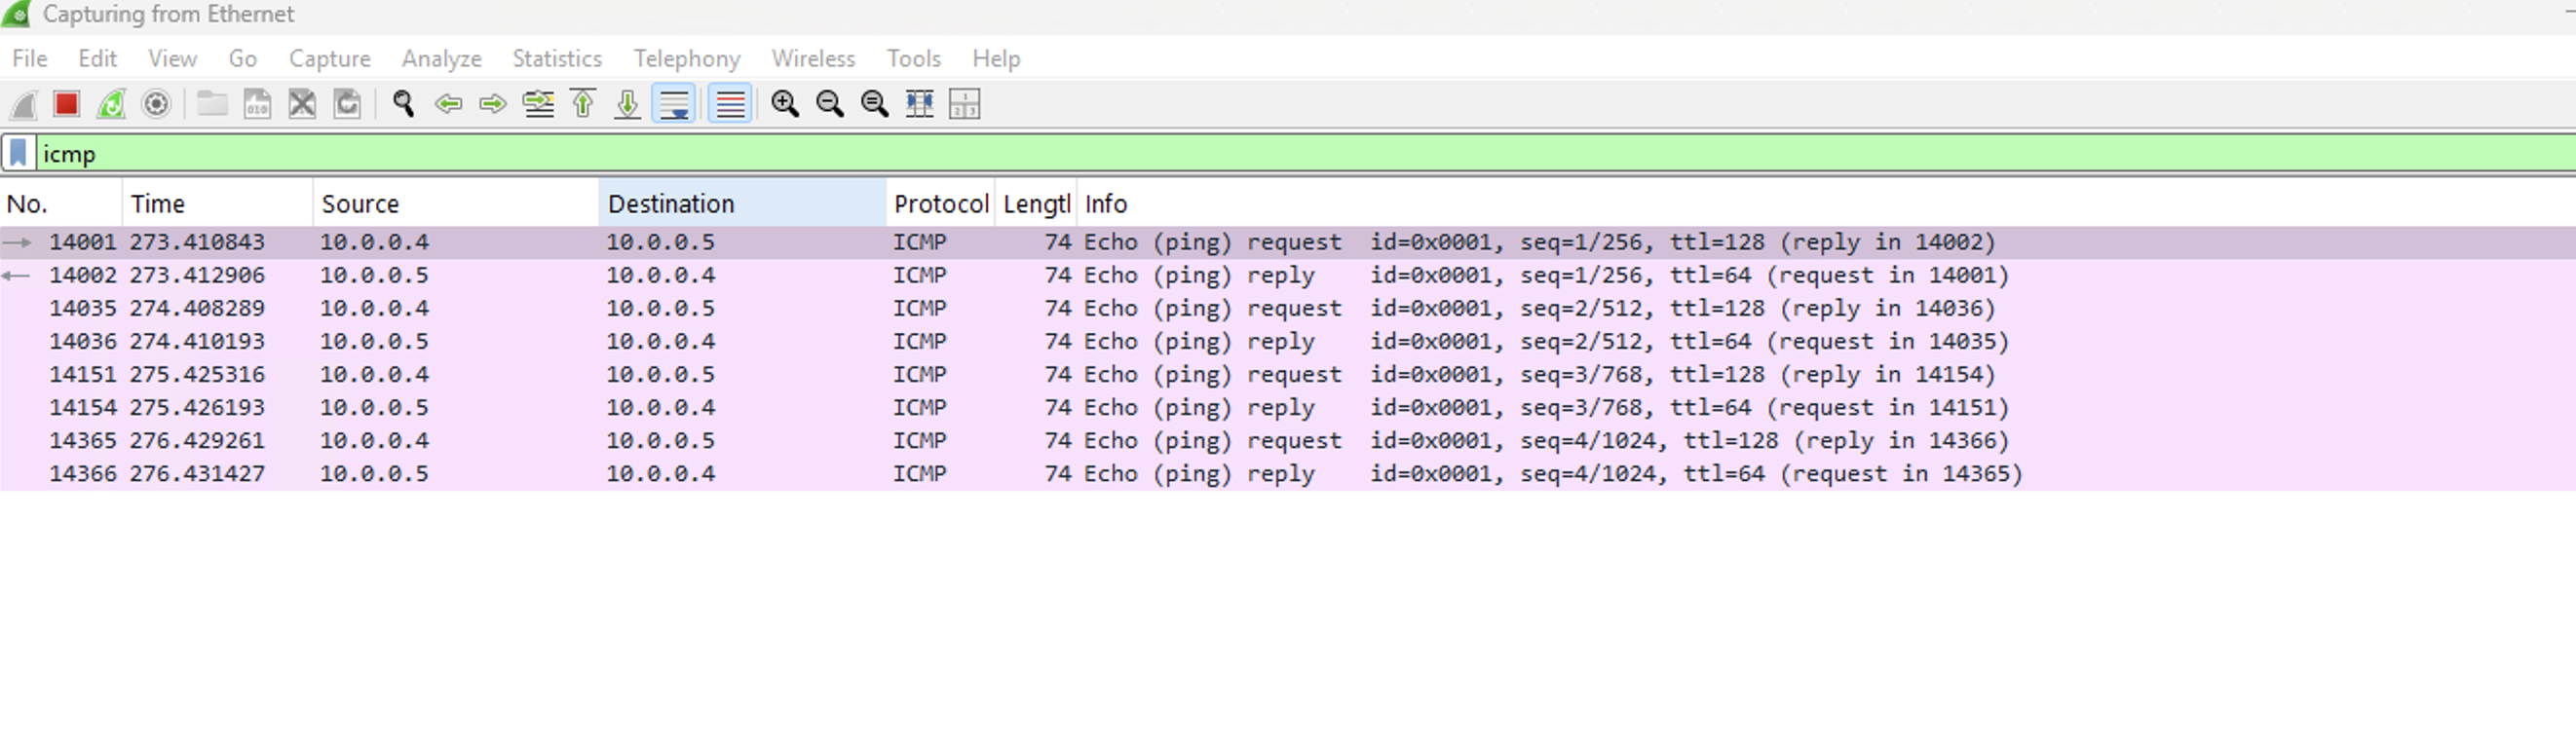 Capturing from Ethernet
File Edit View Go Capture Analyze Statistics Telephony Wireless Tools Help
icmp
No. Time Source Destination Protocol Lengtl Info
14001 273.410843 10.0.0.4 10.0.0.5 ICMP 74 Echo (ping) request id=0x0001, seq=1/256, ttl=128 (reply in 14002)
14002 273.412906 10.0.0.5 10.0.0.4 ICMP 74 Echo (ping) reply id=0x0001, seq=1/256, ttl=64 (request in 14001)
14035 274.408289 10.0.0.4 10.0.0.5 ICMP 74 Echo (ping) request id=0x0001, seq=2/512, ttl=128 (reply in 14036)
14036 274.410193 10.0.0.5 10.0.0.4 ICMP 74 Echo (ping) reply id=0x0001, seq=2/512, ttl=64 (request in 14035)
14151 275.425316 10.0.0.4 10.0.0.5 ICMP 74 Echo (ping) request id=0x0001, seq=3/768, ttl=128 (reply in 14154)
14154 275.426193 10.0.0.5 10.0.0.4 ICMP 74 Echo (ping) reply id=0x0001, seq=3/768, ttl=64 (request in 14151)
14365 276.429261 10.0.0.4 10.0.0.5 ICMP 74 Echo (ping) request id=0x0001, seq=4/1024, ttl=128 (reply in 14366)
14366 276.431427 10.0.0.5 10.0.0.4 ICMP 74 Echo (ping) reply id=0x0001, seq=4/1024, ttl=64 (request in 14365)